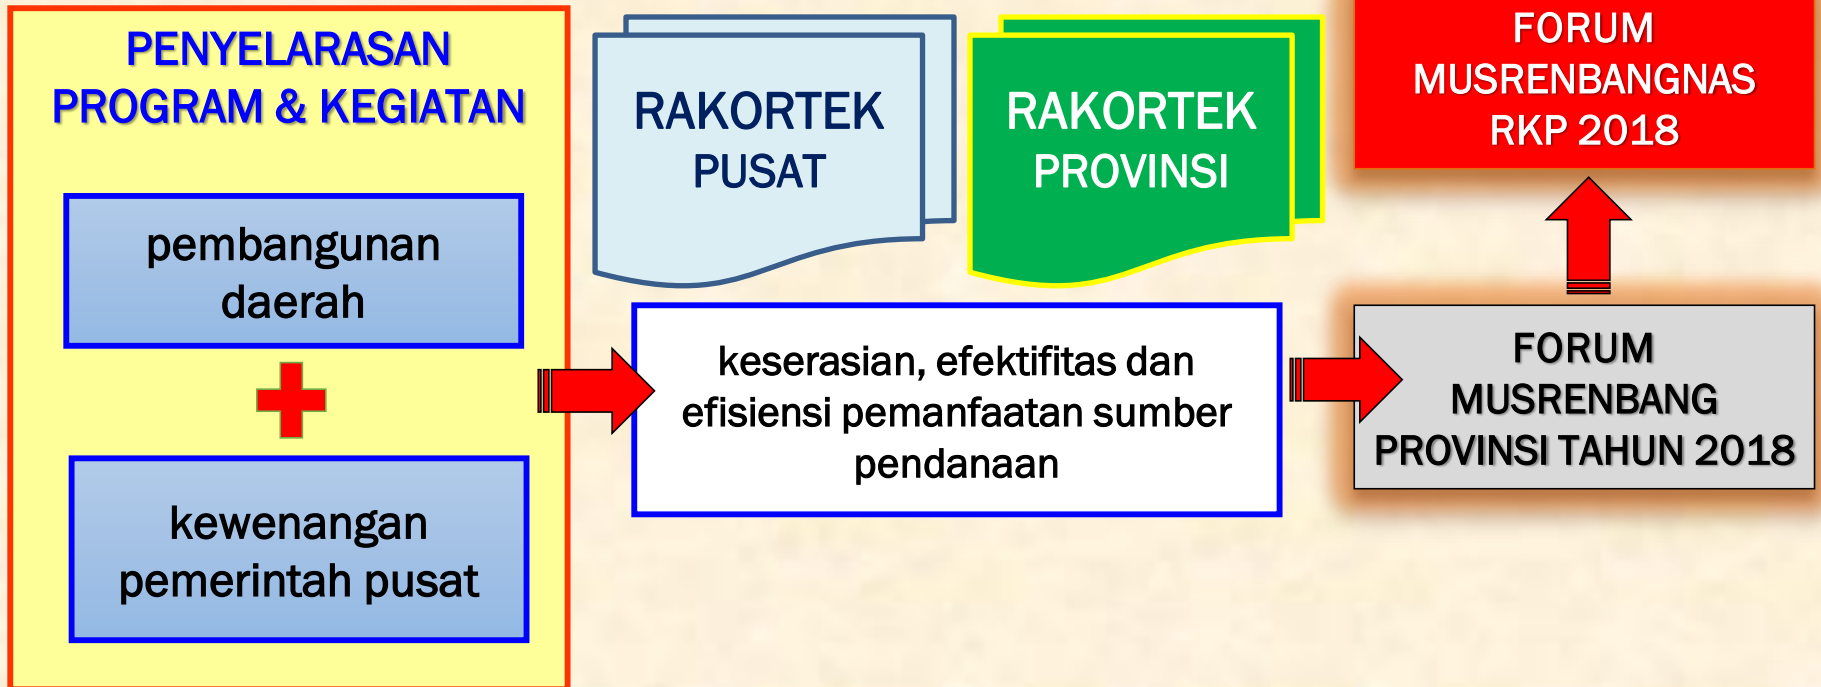 PENYELARASAN
PROGRAM & KEGIATAN
pembangunan
daerah
kewenangan
pemerintah pusat
RAKORTEK
PUSAT
RAKORTEK
PROVINSI
keserasian, efektifitas dan
efisiensi pemanfaatan sumber
pendanaan
FORUM
MUSRENBANGNAS
RKP 2018
FORUM
MUSRENBANG
PROVINSI TAHUN 2018